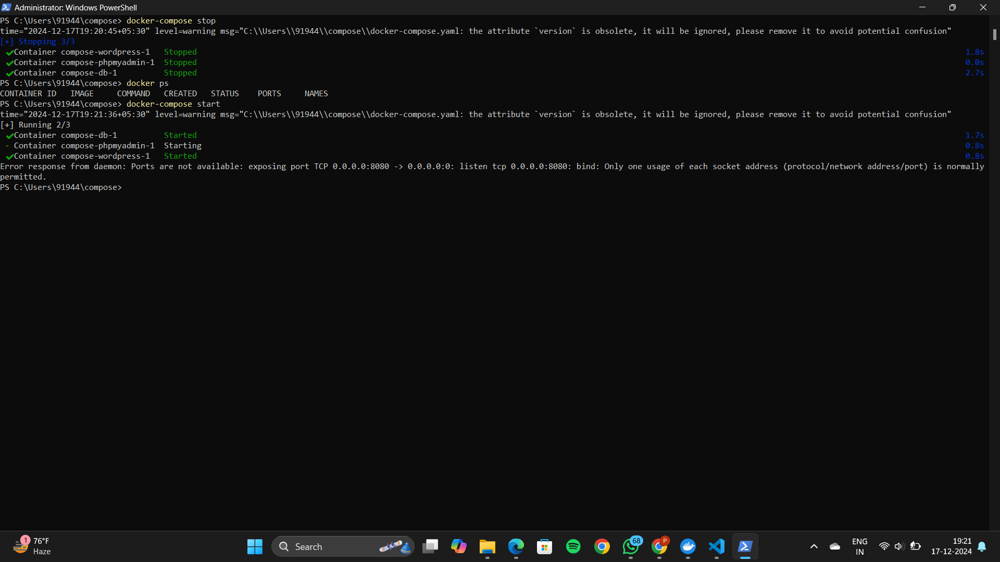 Administrator: Windows PowerShell
PS C:\Users\91944\compose> docker-compose stop
time="2024-12-17T19:20:45+05:30" level=warning msg="C:\\Users\\91944\\compose\\docker-compose.yaml: the attribute `version` is obsolete, it will be ignored, please remove it to avoid potential confusion"
[+] Stopping 3/3
✔Container compose-wordpress-1   Stopped   1.8s
✔Container compose-phpmyadmin-1  Stopped   0.0s
✔Container compose-db-1          Stopped   2.7s
PS C:\Users\91944\compose> docker ps
CONTAINER ID   IMAGE     COMMAND   CREATED   STATUS    PORTS     NAMES
PS C:\Users\91944\compose> docker-compose start
time="2024-12-17T19:21:36+05:30" level=warning msg="C:\\Users\\91944\\compose\\docker-compose.yaml: the attribute `version` is obsolete, it will be ignored, please remove it to avoid potential confusion"
[+] Running 2/3
✔Container compose-db-1          Started   1.7s
- Container compose-phpmyadmin-1  Starting   0.8s
✔Container compose-wordpress-1   Started   0.8s
Error response from daemon: Ports are not available: exposing port TCP 0.0.0.0:8080 -> 0.0.0.0:0: listen tcp 0.0.0.0:8080: bind: Only one usage of each socket address (protocol/network address/port) is normally
permitted.
PS C:\Users\91944\compose>
1
76°F
Haze
Search
68
P
ENG
IN
19:21
17-12-2024